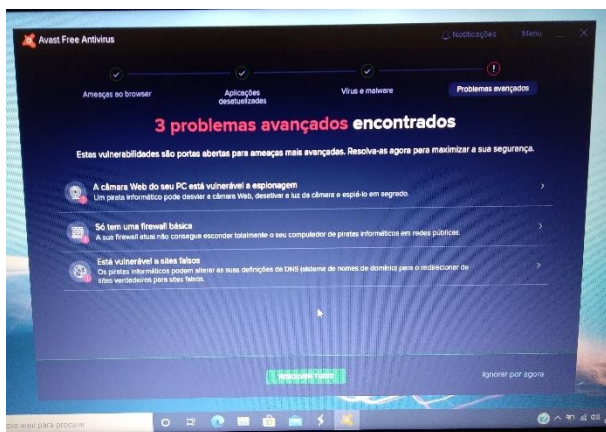 Avast Free Antivirus
Notificações
Menu
Ameaças ao browser
Aplicações
desatualizadas
Vírus e malware
Problemas avançados
3 problemas avançados encontrados
Estas vulnerabilidades são portas abertas para ameaças mais avançadas. Resolva-as agora para maximizar a sua segurança.
A câmara Web do seu PC está vulnerável a espionagem
Um pirata informático pode desviar a câmara Web, desativar a luz da câmara e espiá-lo em segredo.
Só tem uma firewall básica
A sua firewall atual não consegue esconder totalmente o seu computador de piratas informáticos em redes públicas.
Está vulnerável a sites falsos
Os piratas informáticos podem alterar as suas definições de DNS (sistema de nomes de domínio) para o redirecionar de
sites verdadeiros para sites falsos.
RESOLVER TUDO
Ignorar por agora
aqui para procurar